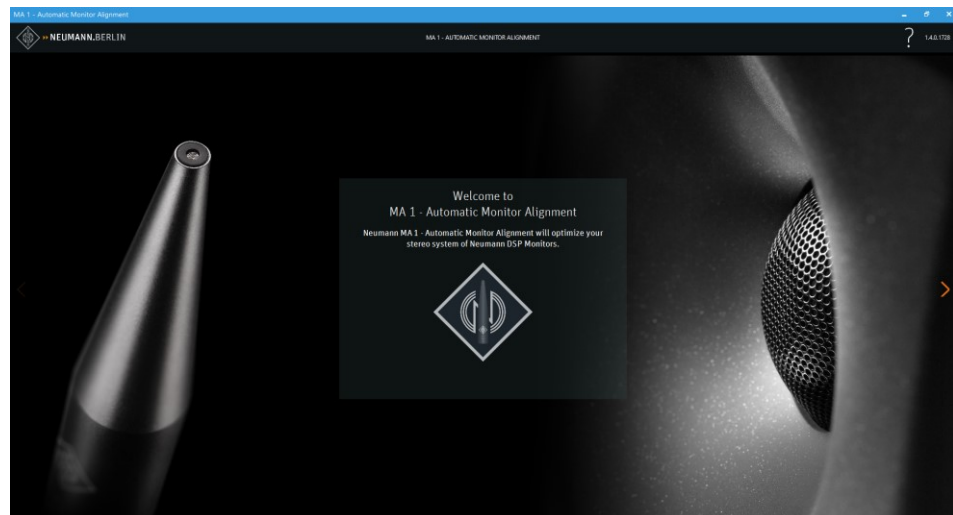 MA 1 - Automatic Monitor Alignment
NEUMANN.BERLIN
MA 1 - AUTOMATIC MONITOR ALIGNMENT
? 1.4.0.1728
Welcome to
MA 1 - Automatic Monitor Alignment
Neumann MA 1 - Automatic Monitor Alignment will optimize your
stereo system of Neumann DSP Monitors.